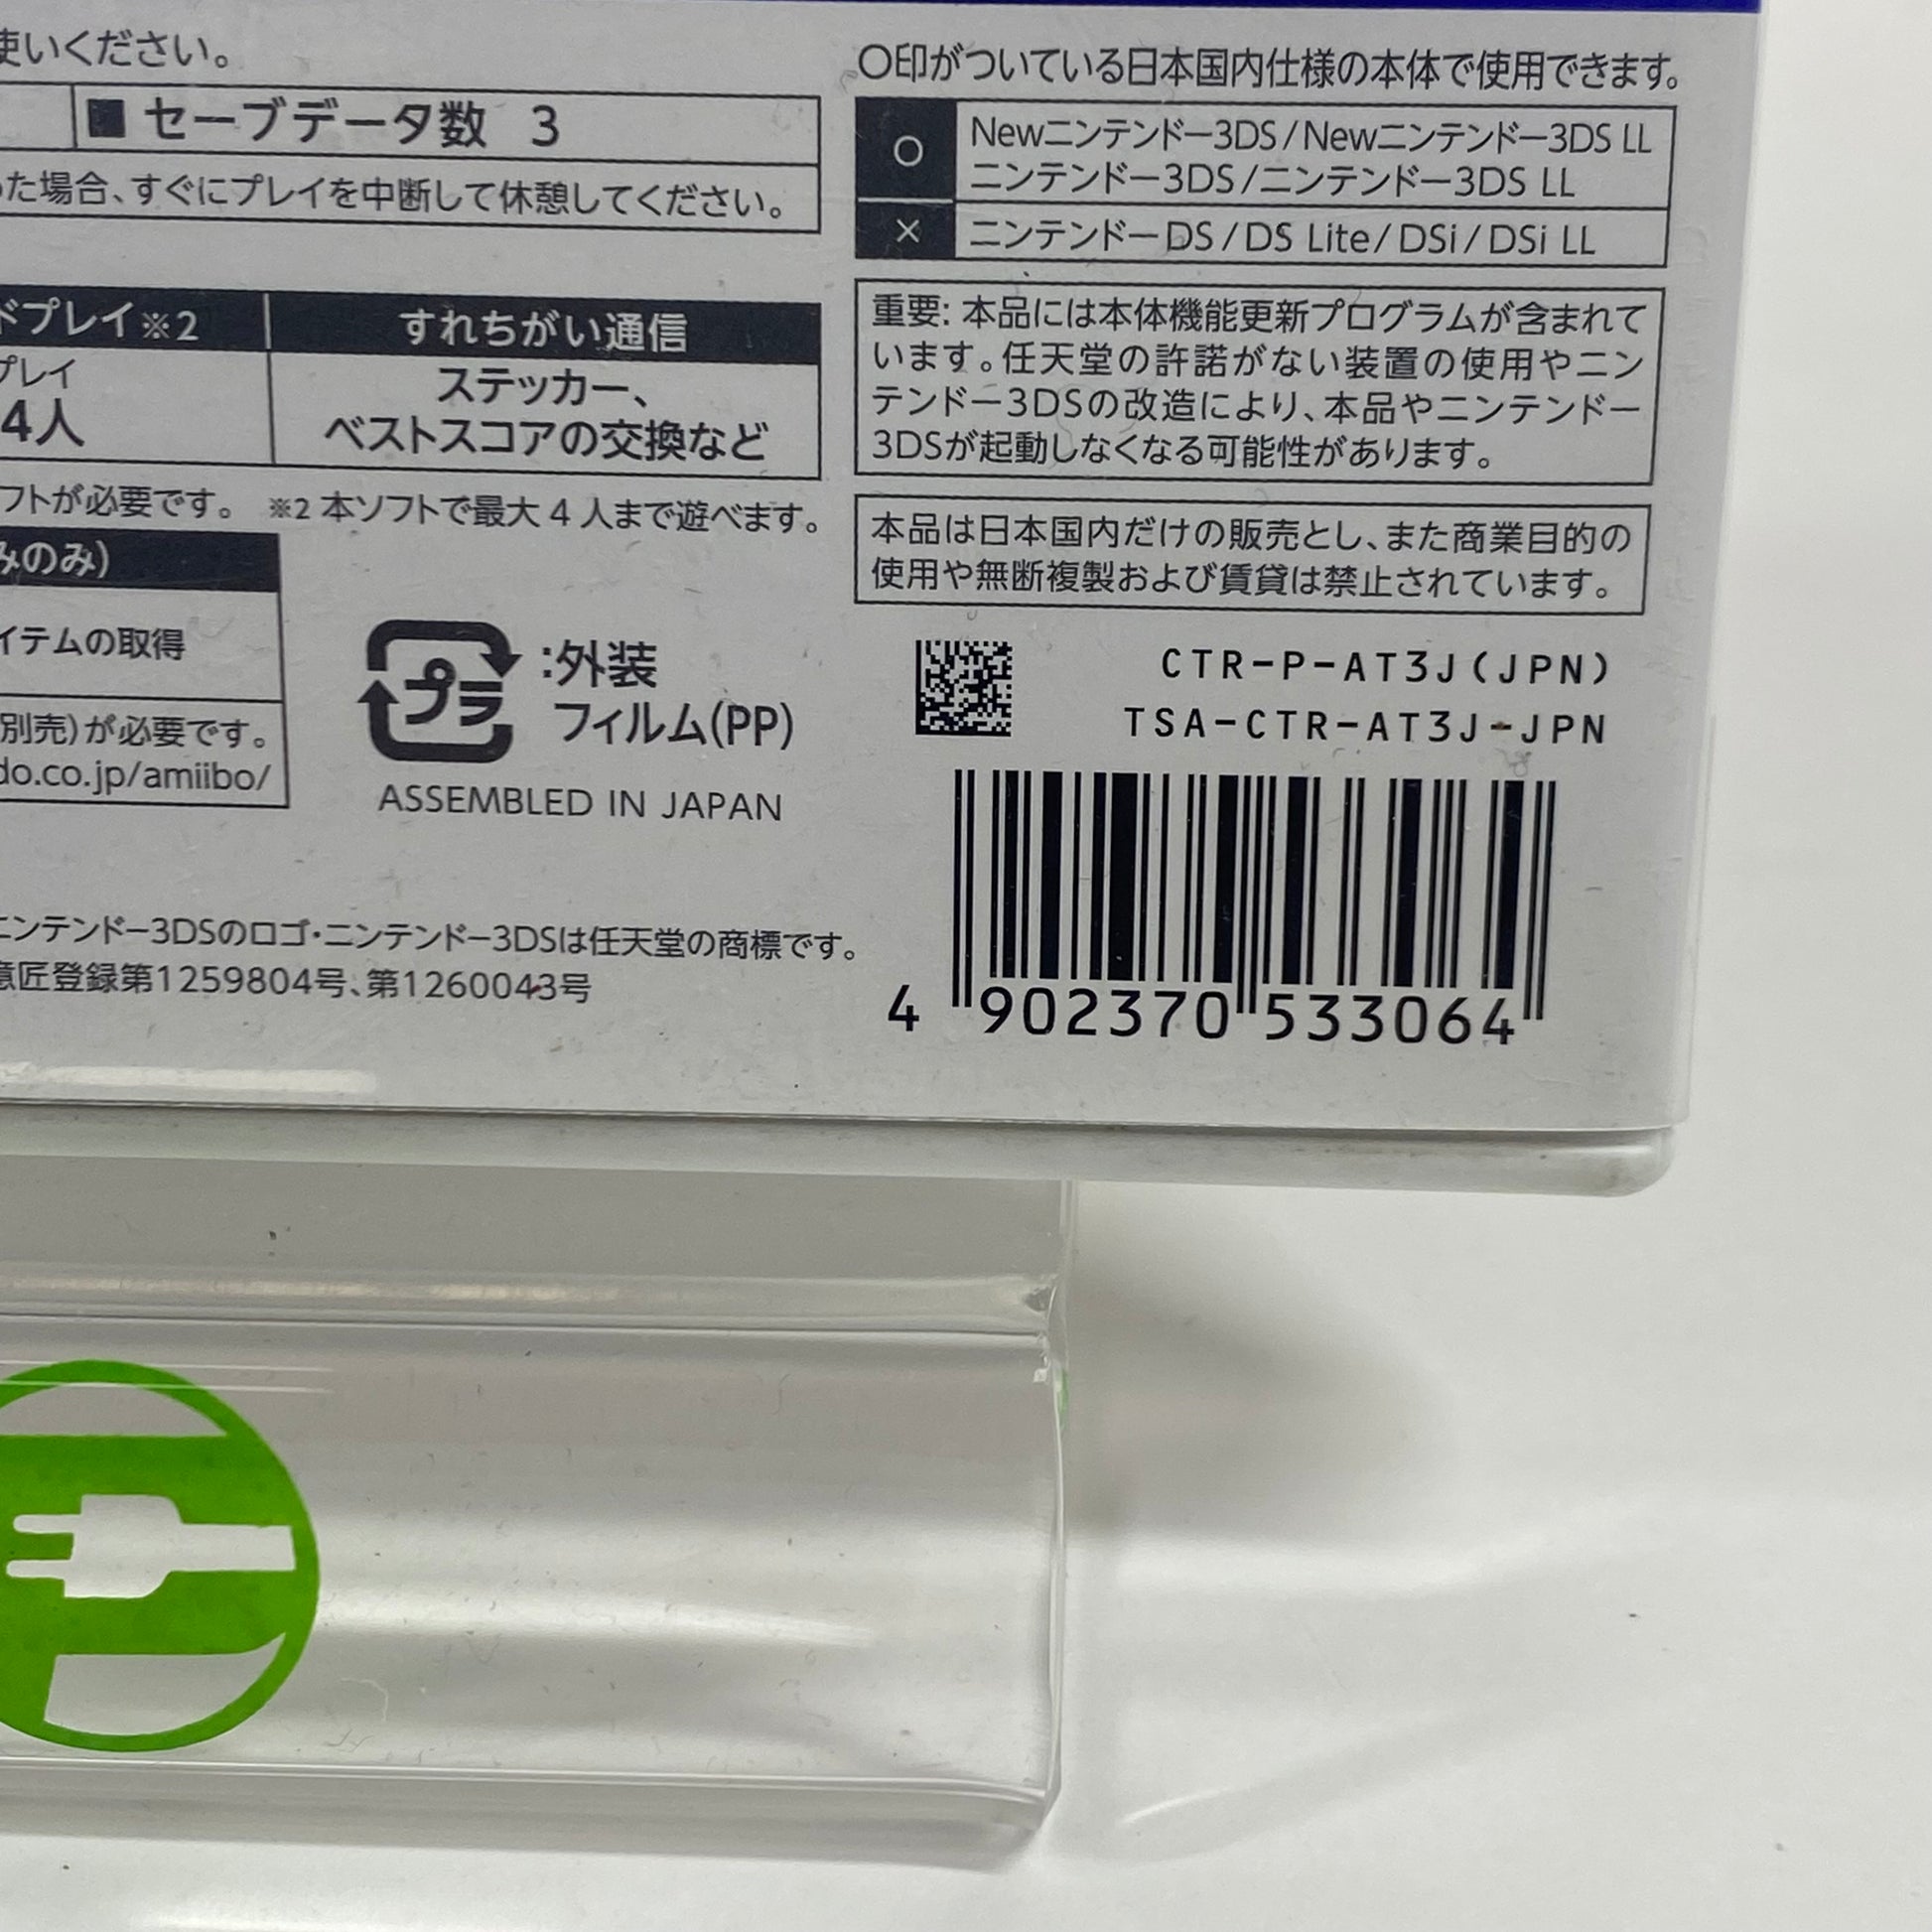 使いください。
■ セーブデータ数 3
った場合、すぐにプレイを中断して休憩してください。
ドプレイ※2
すれちがい通信
プレイ
4人
ステッカー、
ベストスコアの交換など
フトが必要です。 ※2 本ソフトで最大 4 人まで遊べます。
みのみ)
イテムの取得
別売)が必要です。
do.co.jp/amiibo/
プラ
:外装
フィルム(PP)
ASSEMBLED IN JAPAN
ニンテンドー3DSのロゴ・ニンテンドー3DSは任天堂の商標です。
意匠登録第1259804号、第1260043号
○印がついている日本国内仕様の本体で使用できます。
○
Newニンテンドー3DS/Newニンテンドー3DS LL
ニンテンドー3DS/ニンテンドー3DS LL
×
ニンテンドーDS/DS Lite/DSi/DSi LL
重要: 本品には本体機能更新プログラムが含まれて
います。任天堂の許諾がない装置の使用やニン
テンドー3DSの改造により、本品やニンテンドー
3DSが起動しなくなる可能性があります。
本品は日本国内だけの販売とし、また商業目的の
使用や無断複製および賃貸は禁止されています。
CTR-P-AT3J(JPN)
TSA-CTR-AT3J-JPN
4 902370 533064